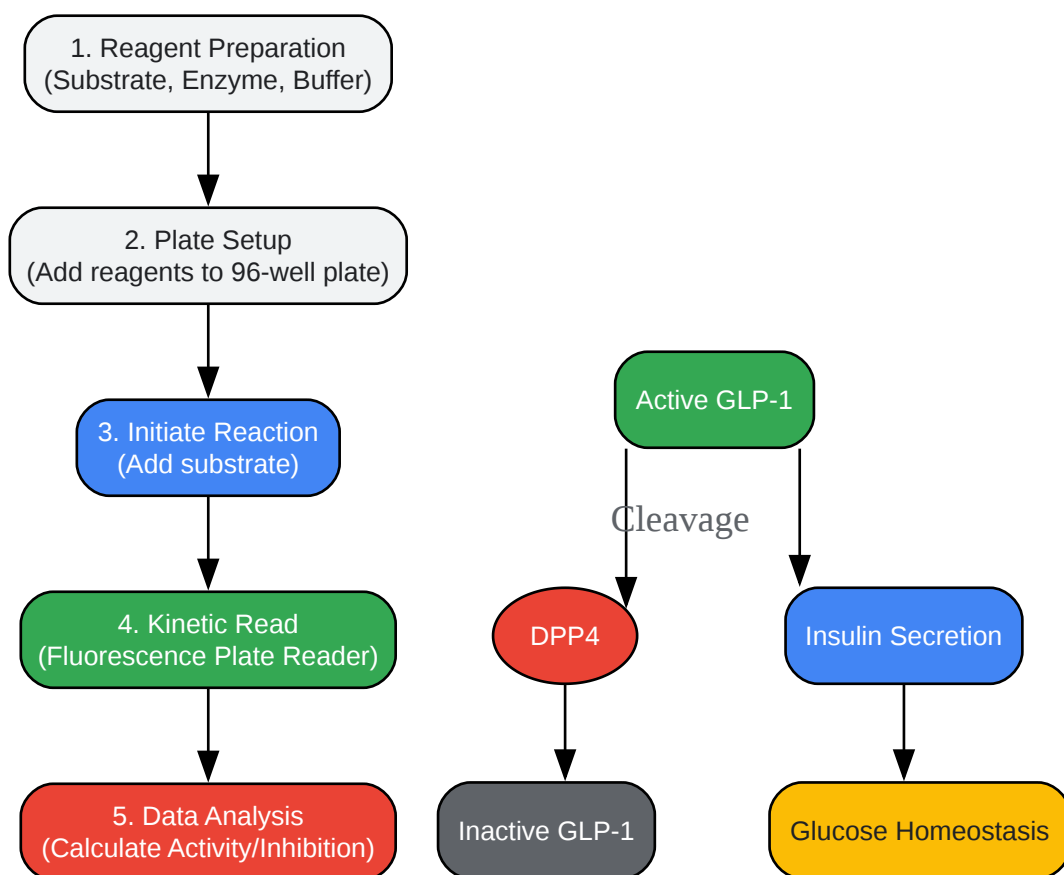 1. Reagent Preparation
(Substrate, Enzyme, Buffer)
2. Plate Setup
(Add reagents to 96-well plate)
3. Initiate Reaction
(Add substrate)
4. Kinetic Read
(Fluorescence Plate Reader)
5. Data Analysis
(Calculate Activity/Inhibition)
Active GLP-1
Cleavage
DPP4
Insulin Secretion
Inactive GLP-1
Glucose Homeostasis